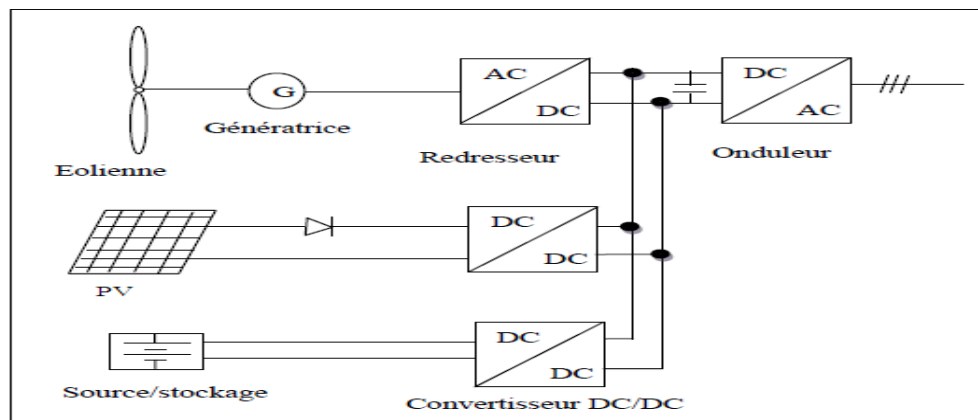 AC
DC
DC
AC
G
Génératrice
Redresseur
Onduleur
Eolienne
DC
DC
PV
DC
DC
Source/stockage
Convertisseur DC/DC